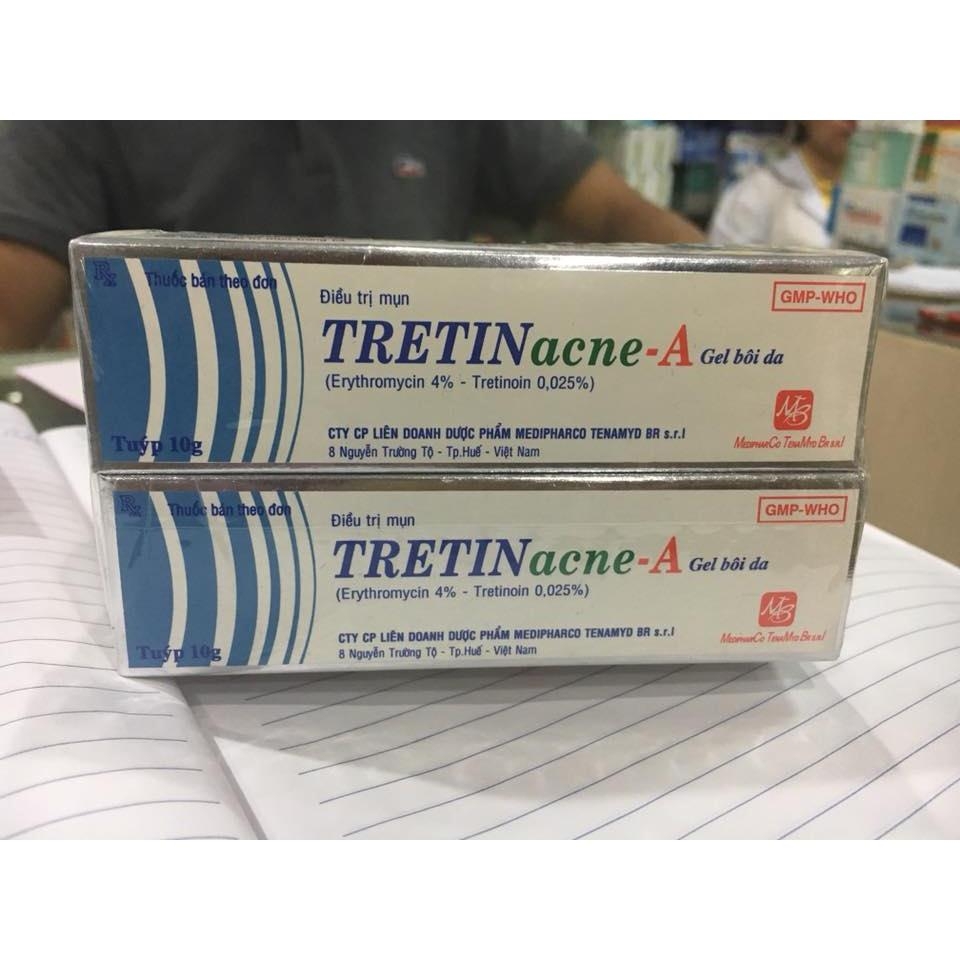 Rx Thuốc bán theo đơn
Điều trị mụn
GMP-WHO
TRETINacne-A Gel bôi da
(Erythromycin 4% - Tretinoin 0,025%)
MB
Tuýp 10g
CTY CP LIÊN DOANH DƯỢC PHẨM MEDIPHARCO TENAMYD BR s.r.l
8 Nguyễn Trường Tộ - Tp.Huế - Việt Nam
MEDIPHARCO TENAMYD BR s.r.l
Rx Thuốc bán theo đơn
Điều trị mụn
GMP-WHO
TRETINacne-A Gel bôi da
(Erythromycin 4% - Tretinoin 0,025%)
MB
Tuýp 10g
CTY CP LIÊN DOANH DƯỢC PHẨM MEDIPHARCO TENAMYD BR s.r.l
8 Nguyễn Trường Tộ - Tp.Huế - Việt Nam
MEDIPHARCO TENAMYD BR s.r.l